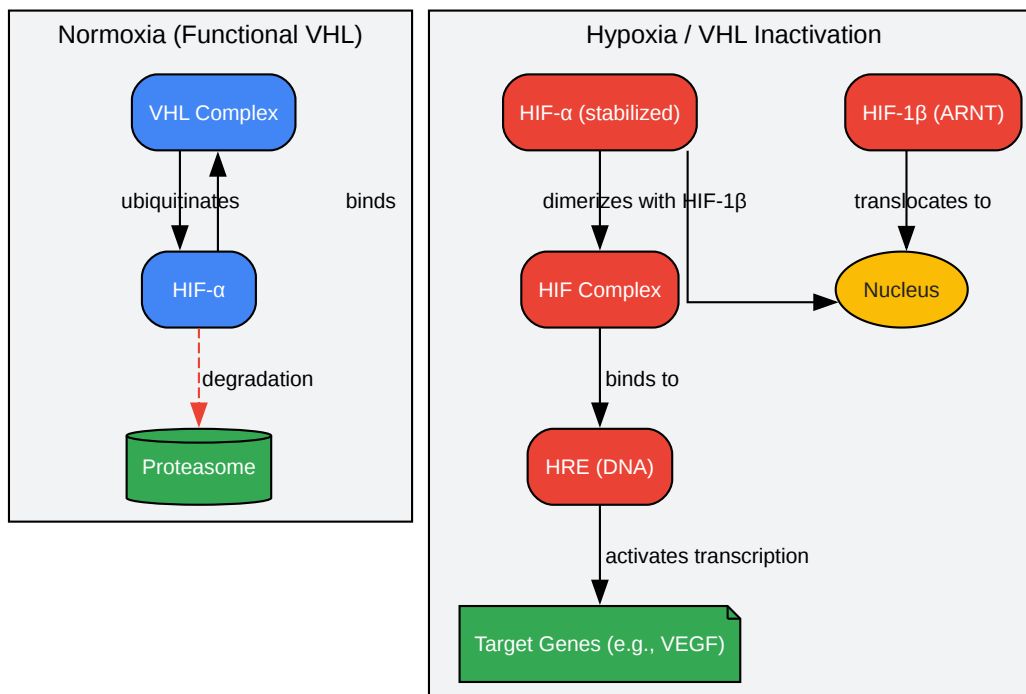 Normoxia (Functional VHL)
VHL Complex
ubiquitinates
binds
HIF-α
degradation
Proteasome
Hypoxia / VHL Inactivation
HIF-α (stabilized)
HIF-1β (ARNT)
dimerizes with HIF-1β
translocates to
HIF Complex
Nucleus
binds to
HRE (DNA)
activates transcription
Target Genes (e.g., VEGF)